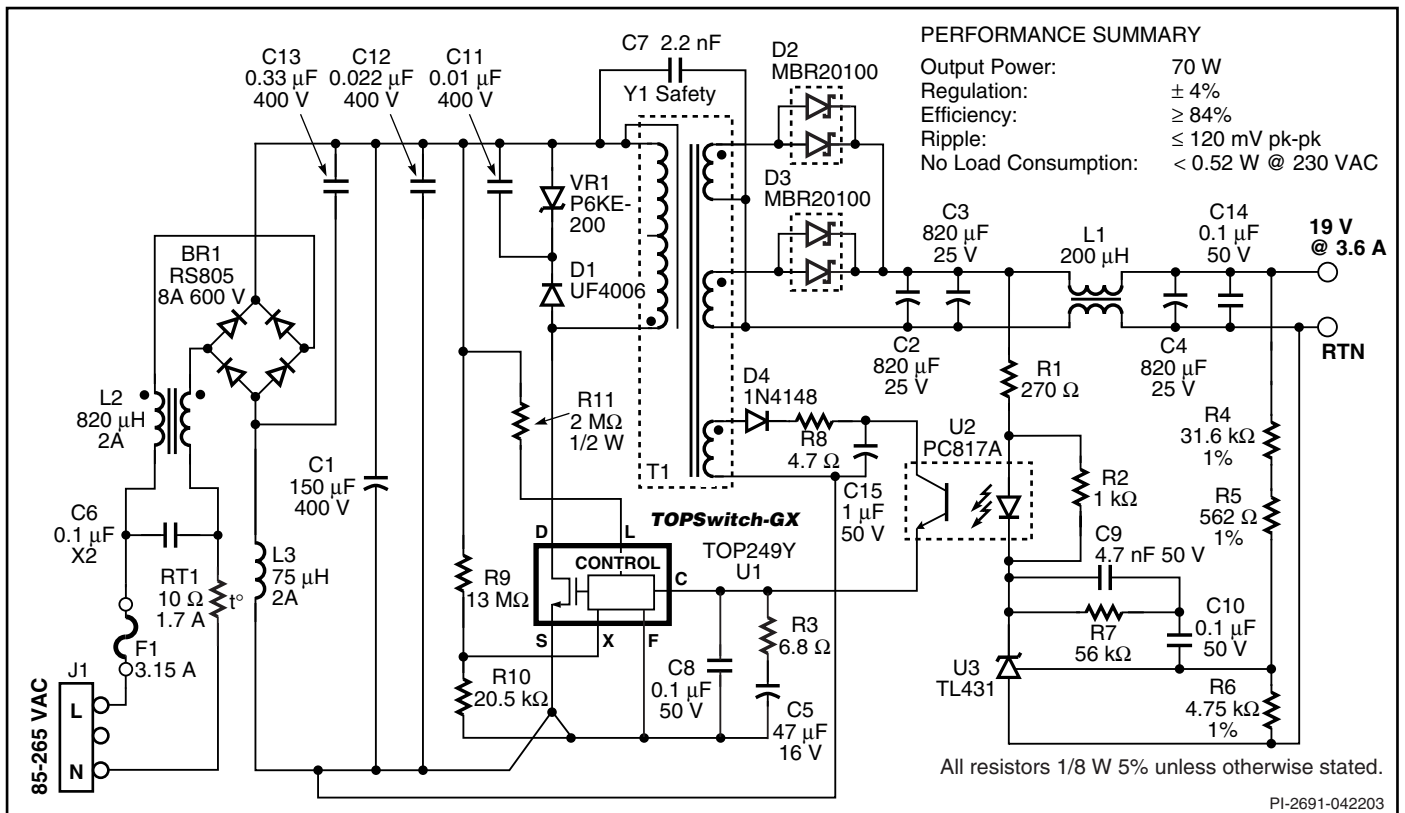 PERFORMANCE SUMMARY
Output Power: 70 W
Regulation: ± 4%
Efficiency: ≥ 84%
Ripple: ≤ 120 mV pk-pk
No Load Consumption: < 0.52 W @ 230 VAC
C13
0.33 µF
400 V
C12
0.022 µF
400 V
C11
0.01 µF
400 V
C7 2.2 nF
Y1 Safety
D2
MBR20100
VR1
P6KE-
200
D3
MBR20100
C3
820 µF
25 V
L1
200 µH
C14
0.1 µF
50 V
19 V
@ 3.6 A
BR1
RS805
8A 600 V
D1
UF4006
C2
820 µF
25 V
C4
820 µF
25 V
RTN
L2
820 µH
2A
R11
2 MΩ
1/2 W
D4
1N4148
R8
4.7 Ω
R1
270 Ω
R4
31.6 kΩ
1%
C1
150 µF
400 V
T1
C15
1 µF
50 V
U2
PC817A
R2
1 kΩ
R5
562 Ω
1%
C6
0.1 µF
X2
TOPSwitch-GX
TOP249Y
U1
D
L
CONTROL
C
S
X
F
C9
4.7 nF 50 V
L3
75 µH
2A
RT1
10 Ω
1.7 A
t°
R9
13 MΩ
R3
6.8 Ω
R7
56 kΩ
C10
0.1 µF
50 V
F1
3.15 A
J1
L
N
85-265 VAC
R10
20.5 kΩ
C8
0.1 µF
50 V
C5
47 µF
16 V
U3
TL431
R6
4.75 kΩ
1%
All resistors 1/8 W 5% unless otherwise stated.
PI-2691-042203